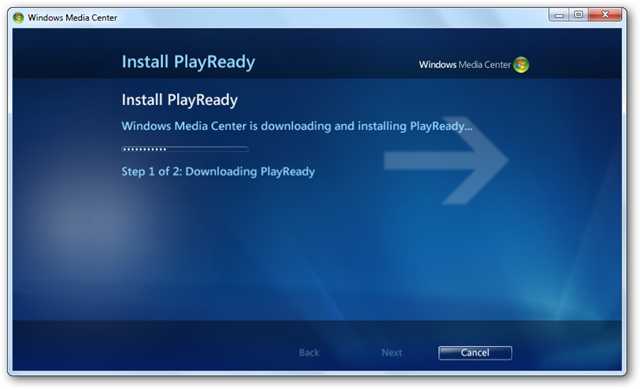 Windows Media Center
Install PlayReady
Windows Media Center
Install PlayReady
Windows Media Center is downloading and installing PlayReady...
Step 1 of 2: Downloading PlayReady
Back Next Cancel